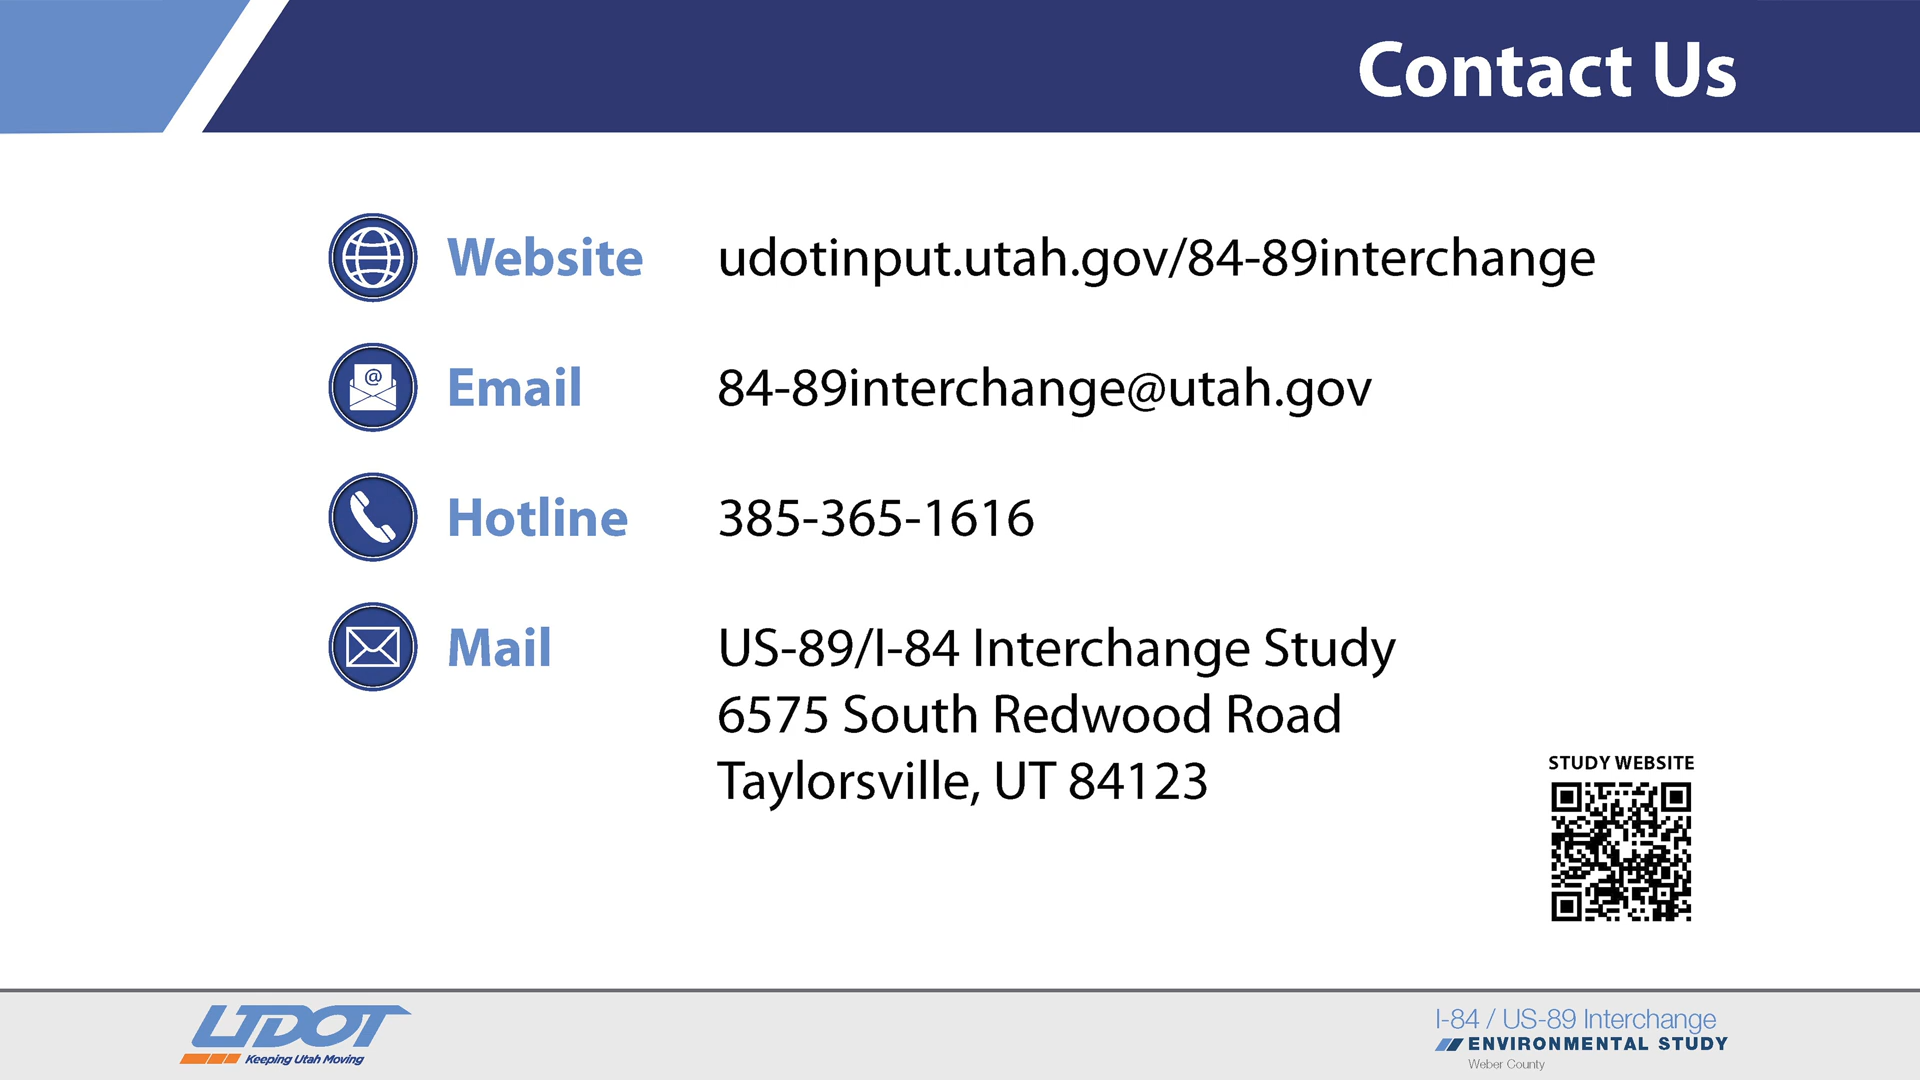 Contact Us
Website udotinput.utah.gov/84-89interchange
@
Email 84-89interchange@utah.gov
Hotline 385-365-1616
Mail US-89/I-84 Interchange Study
6575 South Redwood Road
Taylorsville, UT 84123
STUDY WEBSITE
UDOT
Keeping Utah Moving
I-84 / US-89 Interchange
ENVIRONMENTAL STUDY
Weber County